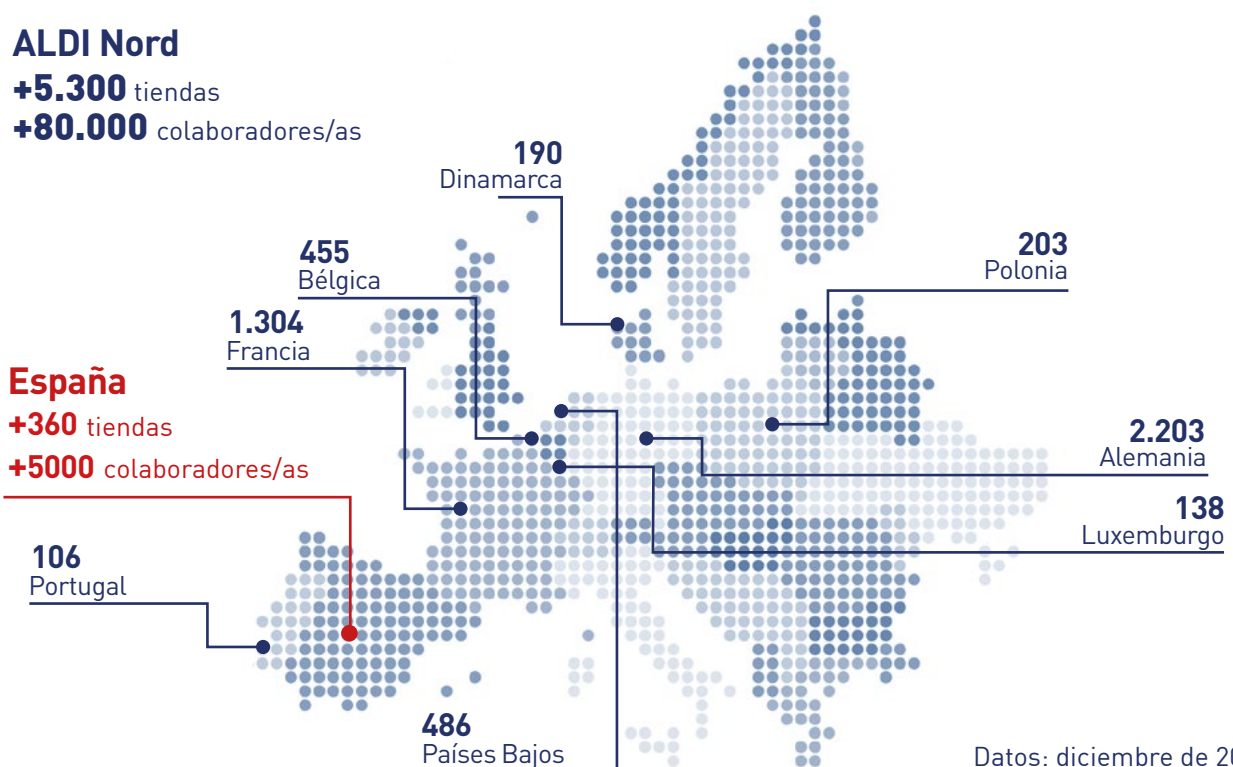 ALDI Nord
+5.300 tiendas
+80.000 colaboradores/as
190
Dinamarca
455
Bélgica
203
Polonia
1.304
Francia
España
+360 tiendas
+5000 colaboradores/as
2.203
Alemania
138
Luxemburgo
106
Portugal
486
Países Bajos
Datos: diciembre de